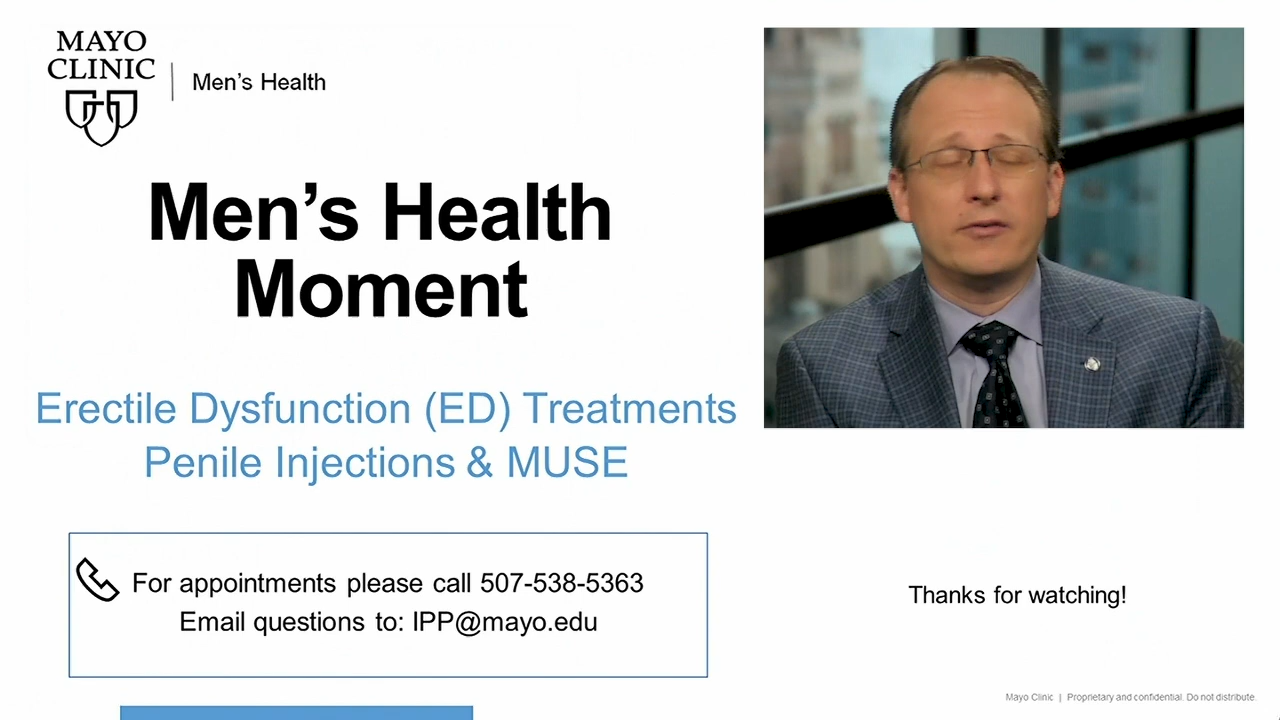 MAYO
CLINIC
Men's Health
Men's Health
Moment
Erectile Dysfunction (ED) Treatments
Penile Injections & MUSE
For appointments please call 507-538-5363
Email questions to: IPP@mayo.edu
Thanks for watching!
Mayo Clinic | Proprietary and confidential. Do not distribute.